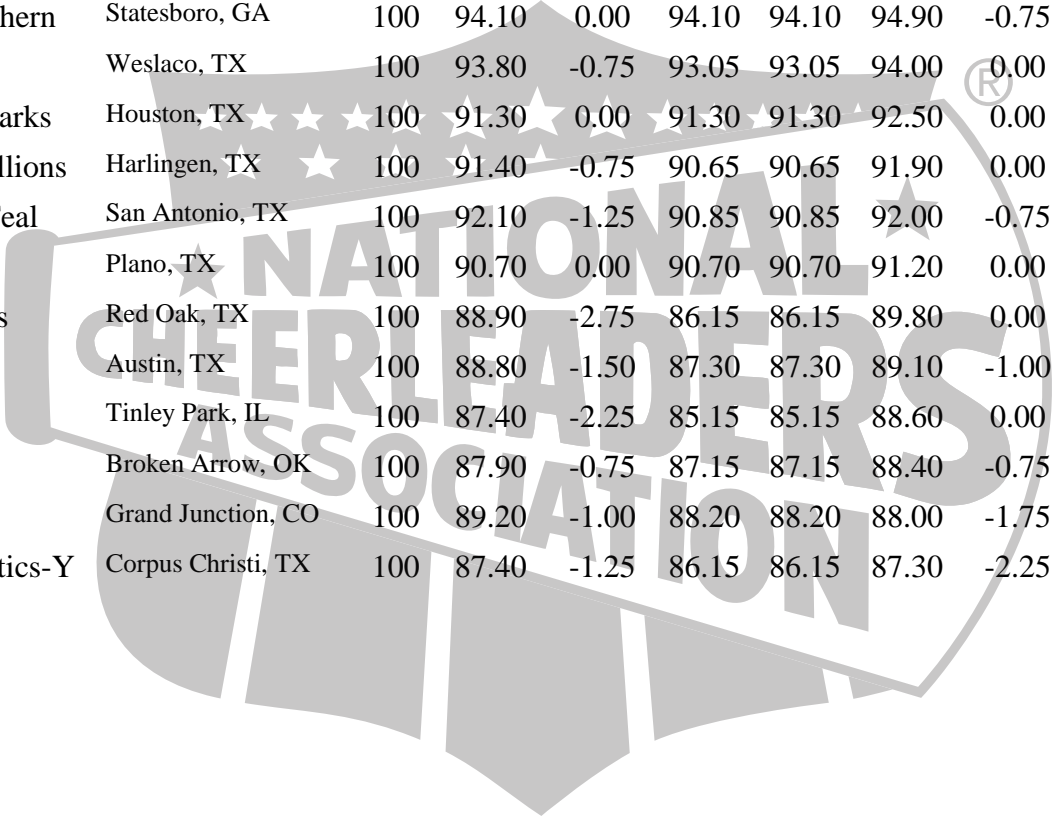 hern Statesboro, GA 100 94.10 0.00 94.10 94.10 94.90 -0.75
Weslaco, TX 100 93.80 -0.75 93.05 93.05 94.00 0.00
arks Houston, TX 100 91.30 0.00 91.30 91.30 92.50 0.00
llions Harlingen, TX 100 91.40 -0.75 90.65 90.65 91.90 0.00
eal San Antonio, TX 100 92.10 -1.25 90.85 90.85 92.00 -0.75
Plano, TX 100 90.70 0.00 90.70 90.70 91.20 0.00
s Red Oak, TX 100 88.90 -2.75 86.15 86.15 89.80 0.00
Austin, TX 100 88.80 -1.50 87.30 87.30 89.10 -1.00
Tinley Park, IL 100 87.40 -2.25 85.15 85.15 88.60 0.00
Broken Arrow, OK 100 87.90 -0.75 87.15 87.15 88.40 -0.75
Grand Junction, CO 100 89.20 -1.00 88.20 88.20 88.00 -1.75
tics-Y Corpus Christi, TX 100 87.40 -1.25 86.15 86.15 87.30 -2.25
NATIONAL
CHEERLEADERS
ASSOCIATION
®